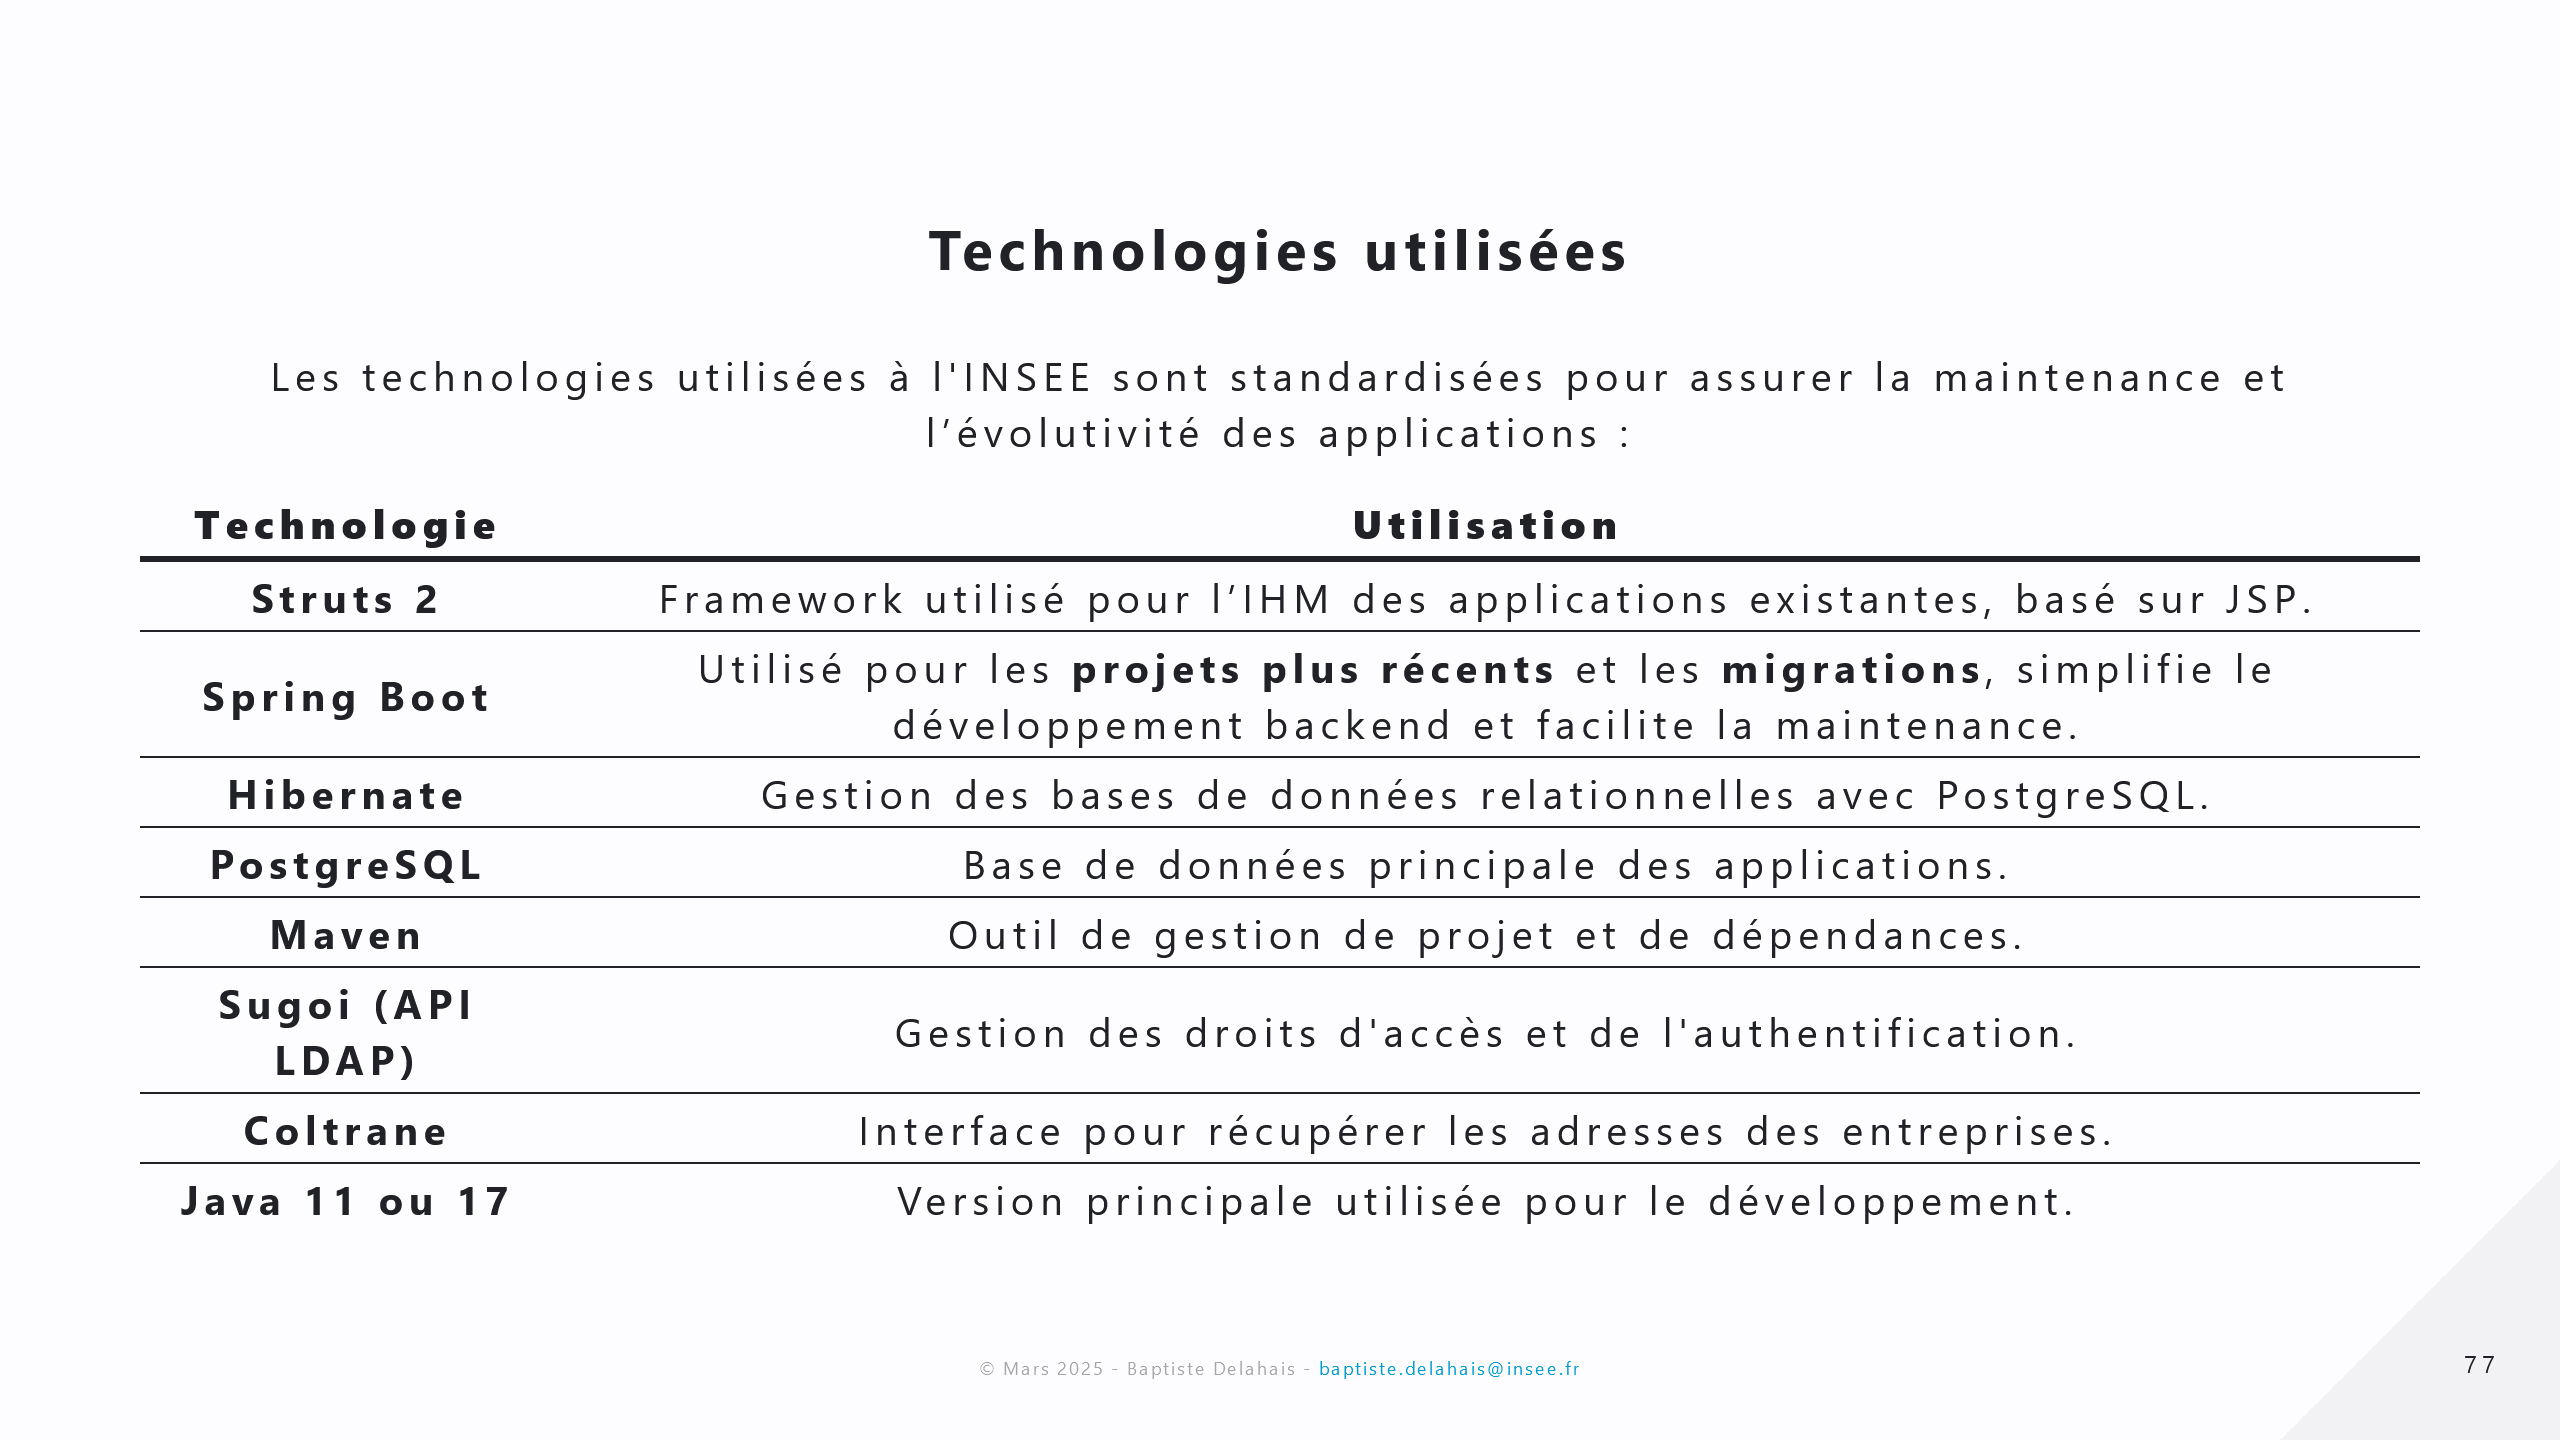 Technologies utilisées
Les technologies utilisées à l'INSEE sont standardisées pour assurer la maintenance et
l’évolutivité des applications :
Technologie Utilisation
Struts 2 Framework utilisé pour l’IHM des applications existantes, basé sur JSP.
Spring Boot Utilisé pour les projets plus récents et les migrations, simplifie le
développement backend et facilite la maintenance.
Hibernate Gestion des bases de données relationnelles avec PostgreSQL.
PostgreSQL Base de données principale des applications.
Maven Outil de gestion de projet et de dépendances.
Sugoi (API
LDAP) Gestion des droits d'accès et de l'authentification.
Coltrane Interface pour récupérer les adresses des entreprises.
Java 11 ou 17 Version principale utilisée pour le développement.
© Mars 2025 - Baptiste Delahais - baptiste.delahais@insee.fr
77